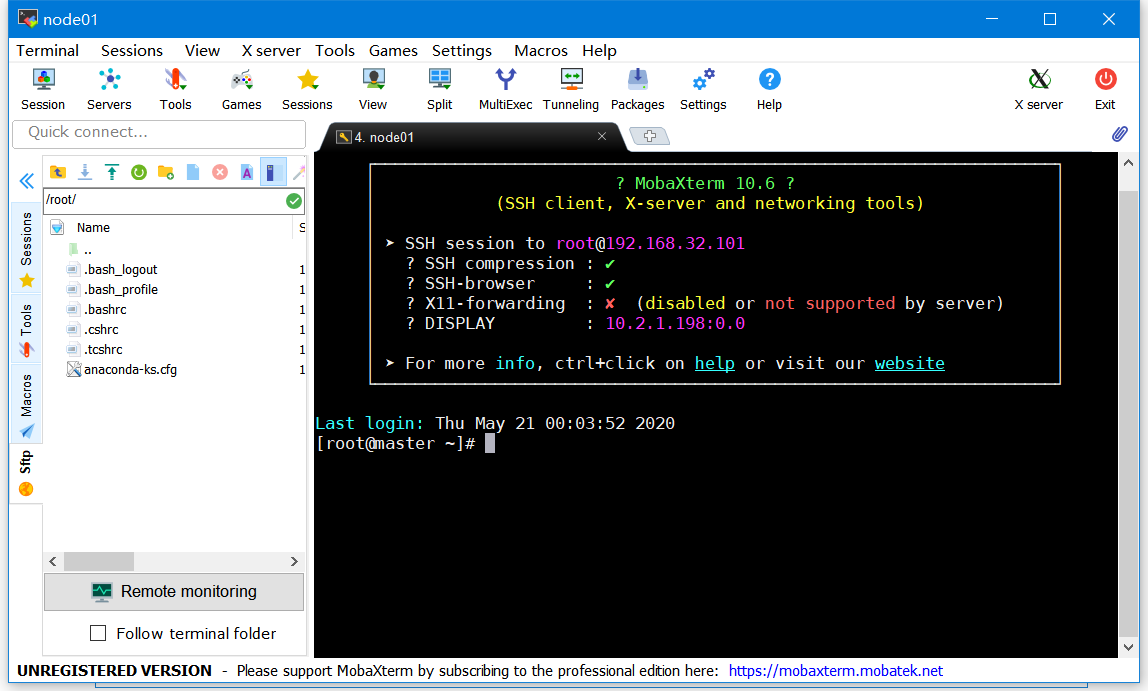 node01
Terminal Sessions View X server Tools Games Settings Macros Help
Session Servers Tools Games Sessions View Split MultiExec Tunneling Packages Settings Help X server Exit
Quick connect...
4. node01
/root/
Name S
..
.bash_logout 1
.bash_profile 1
.bashrc 1
.cshrc 1
.tcshrc 1
anaconda-ks.cfg 1
Sessions
Tools
Macros
Sftp
Remote monitoring
Follow terminal folder
? MobaXterm 10.6 ?
(SSH client, X-server and networking tools)
➤ SSH session to root@192.168.32.101
? SSH compression : ✔
? SSH-browser : ✔
? X11-forwarding : ✘ (disabled or not supported by server)
? DISPLAY : 10.2.1.198:0.0
➤ For more info, ctrl+click on help or visit our website
Last login: Thu May 21 00:03:52 2020
[root@master ~]#
UNREGISTERED VERSION - Please support MobaXterm by subscribing to the professional edition here: https://mobaxterm.mobatek.net